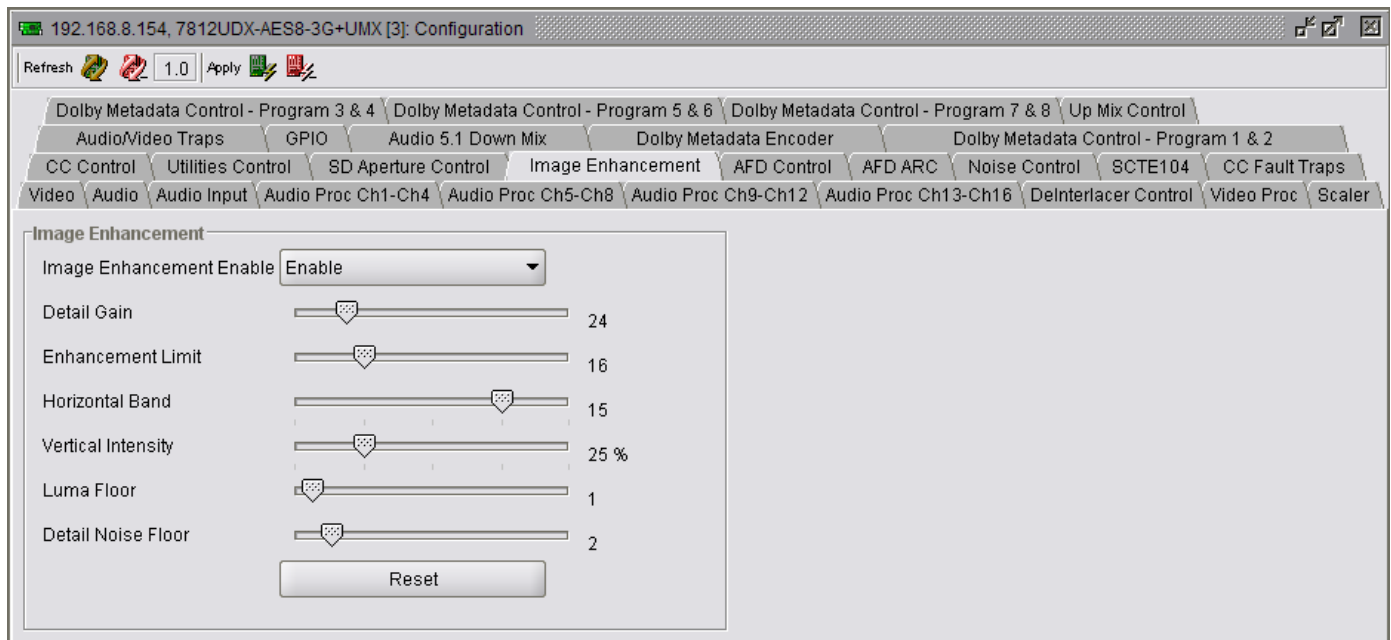 192.168.8.154, 7812UDX-AES8-3G+UMX [3]: Configuration
Refresh 1.0 Apply
Dolby Metadata Control - Program 3 & 4 Dolby Metadata Control - Program 5 & 6 Dolby Metadata Control - Program 7 & 8 Up Mix Control
Audio/Video Traps GPIO Audio 5.1 Down Mix Dolby Metadata Encoder Dolby Metadata Control - Program 1 & 2
CC Control Utilities Control SD Aperture Control Image Enhancement AFD Control AFD ARC Noise Control SCTE104 CC Fault Traps
Video Audio Audio Input Audio Proc Ch1-Ch4 Audio Proc Ch5-Ch8 Audio Proc Ch9-Ch12 Audio Proc Ch13-Ch16 DeInterlacer Control Video Proc Scaler
Image Enhancement
Image Enhancement Enable Enable
Detail Gain 24
Enhancement Limit 16
Horizontal Band 15
Vertical Intensity 25 %
Luma Floor 1
Detail Noise Floor 2
Reset